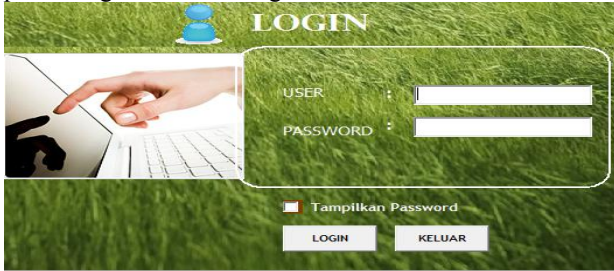 LOGIN
USER :
PASSWORD :
Tampilkan Password
LOGIN KELUAR